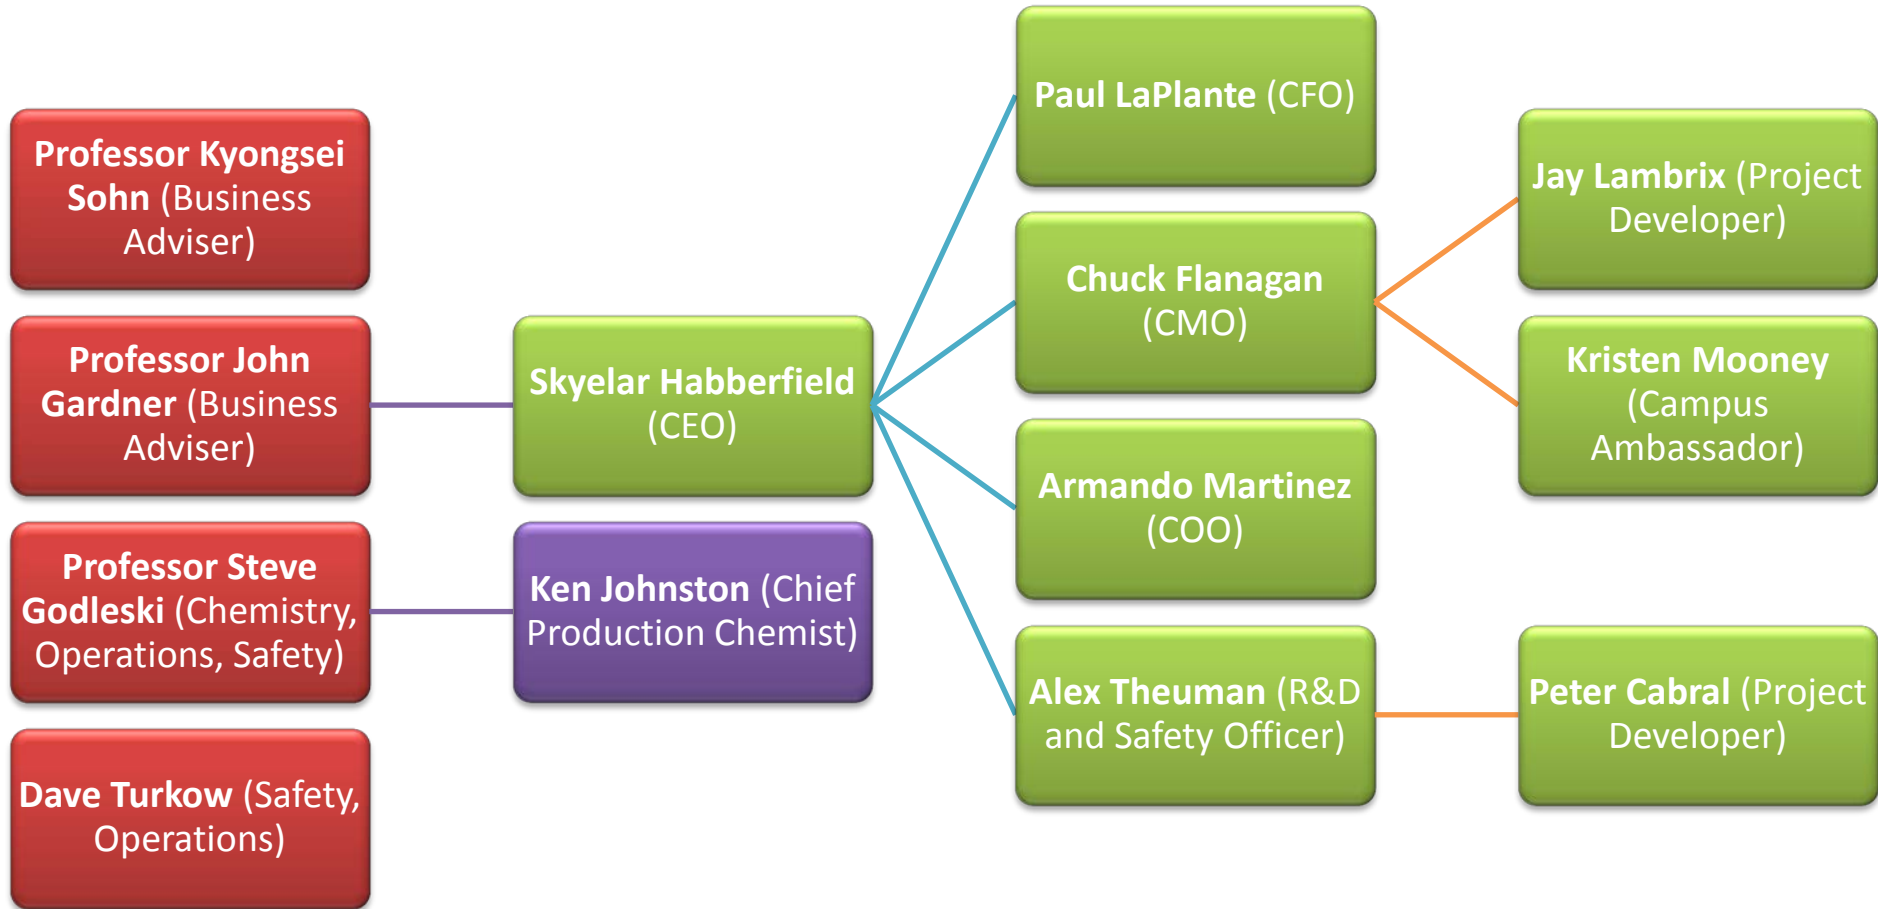 Professor Kyongsei
Sohn (Business
Adviser)
Professor John
Gardner (Business
Adviser)
Professor Steve
Godleski (Chemistry,
Operations, Safety)
Dave Turkow (Safety,
Operations)
Skyelar Habberfield
(CEO)
Ken Johnston (Chief
Production Chemist)
Paul LaPlante (CFO)
Chuck Flanagan
(CMO)
Armando Martinez
(COO)
Alex Theuman (R&D
and Safety Officer)
Jay Lambrix (Project
Developer)
Kristen Mooney
(Campus
Ambassador)
Peter Cabral (Project
Developer)